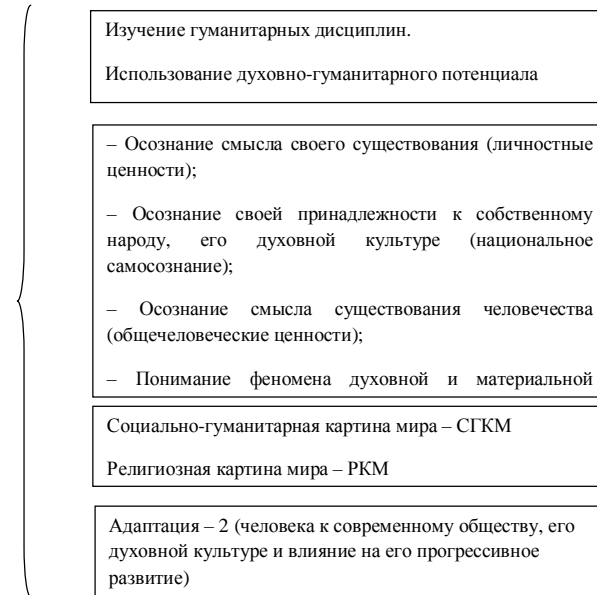 Изучение гуманитарных дисциплин.
Использование духовно-гуманитарного потенциала
– Осознание смысла своего существования (личностные
ценности);
– Осознание своей принадлежности к собственному
народу, его духовной культуре (национальное
самосознание);
– Осознание смысла существования человечества
(общечеловеческие ценности);
– Понимание феномена духовной и материальной
Социально-гуманитарная картина мира – СГКМ
Религиозная картина мира – РКМ
Адаптация – 2 (человека к современному обществу, его
духовной культуре и влияние на его прогрессивное
развитие)